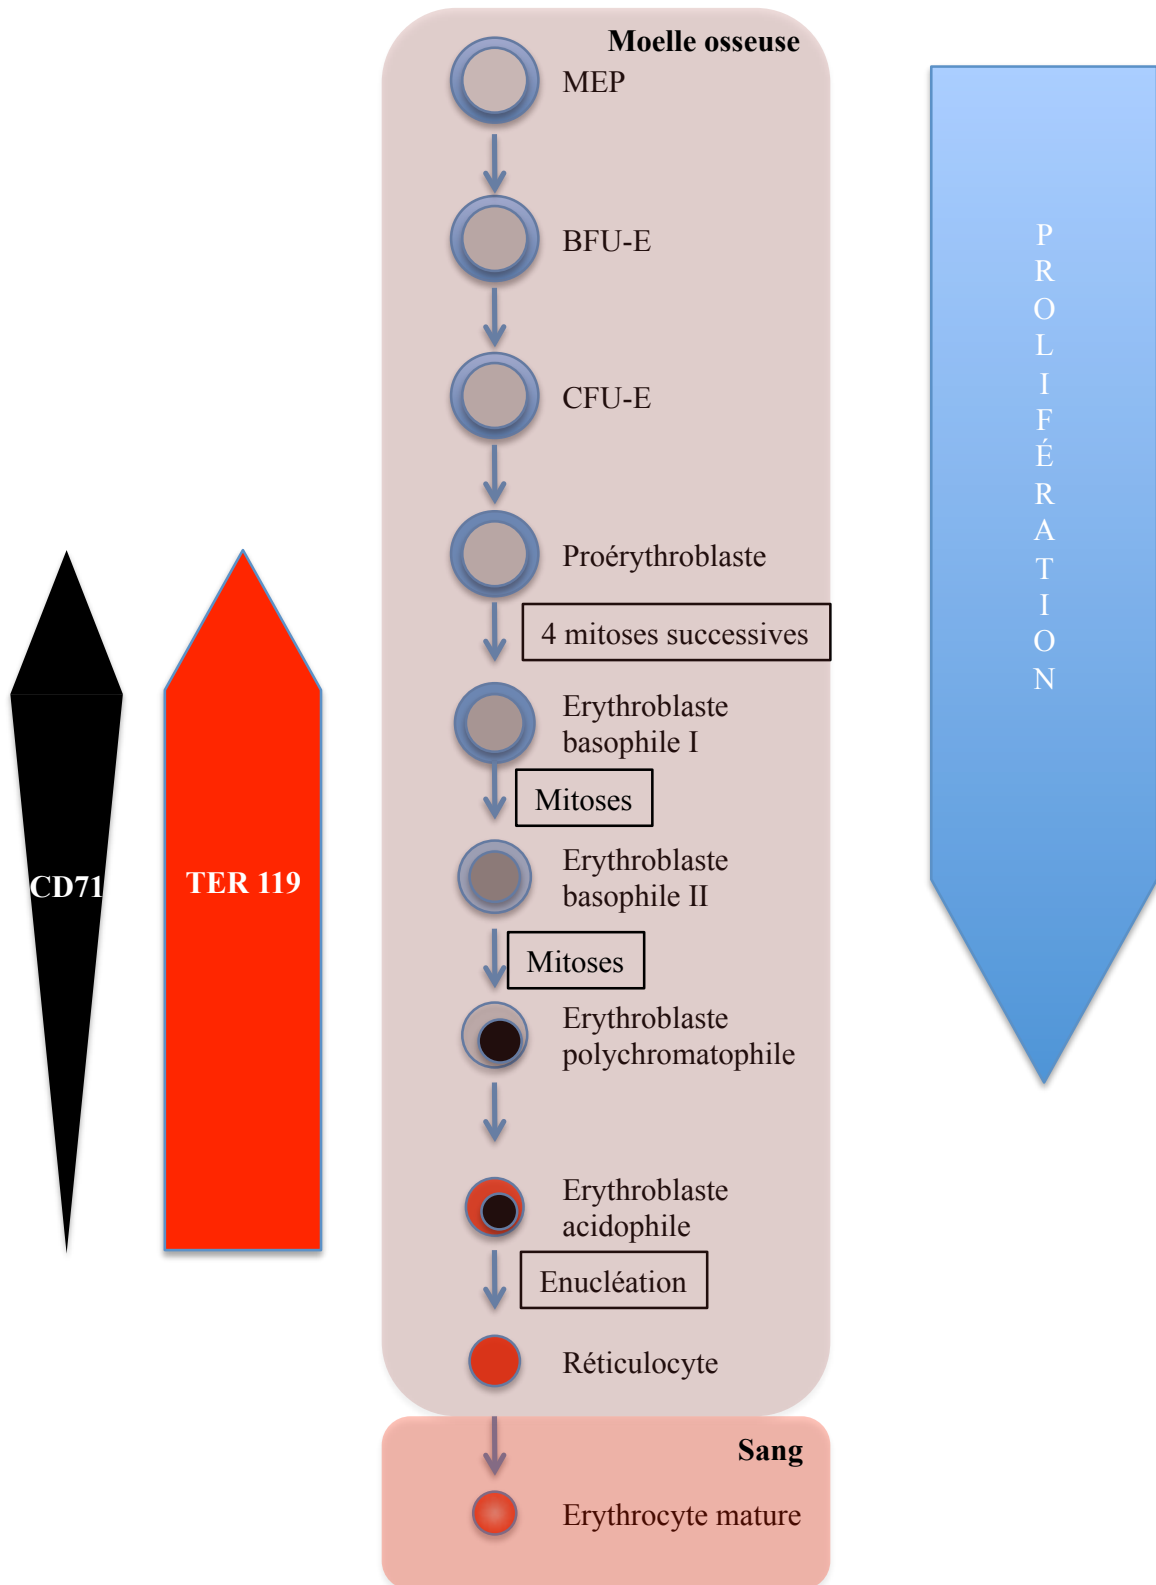 Moelle osseuse
MEP
BFU-E
CFU-E
Proérythroblaste
4 mitoses successives
Erythroblaste
basophile I
Mitoses
Erythroblaste
basophile II
Mitoses
Erythroblaste
polychromatophile
Erythroblaste
acidophile
Enucléation
Réticulocyte
Sang
Erythrocyte mature
CD71
TER 119
PROLIFÉRATION